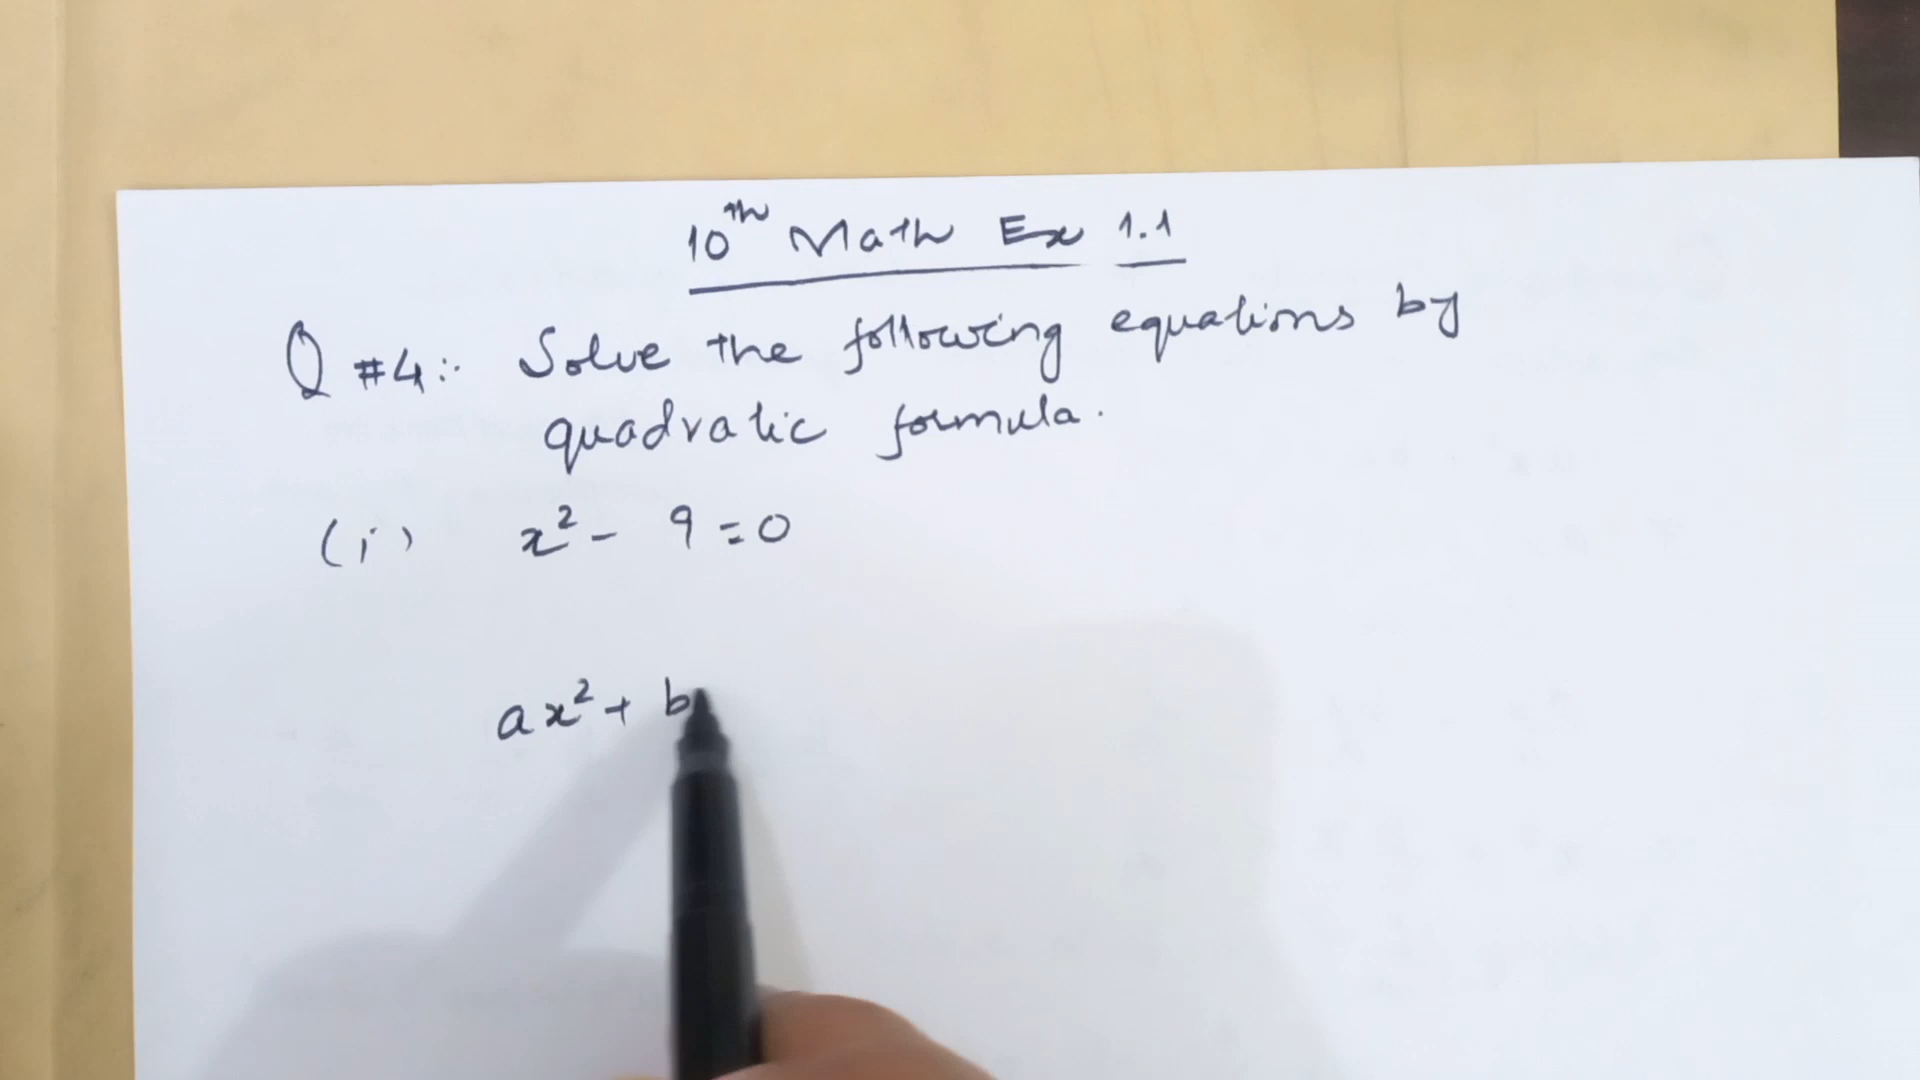 10th Math Ex 1.1
Q #4:- Solve the following equations by
quadratic formula.
(i) x² - 9 = 0
ax² + b